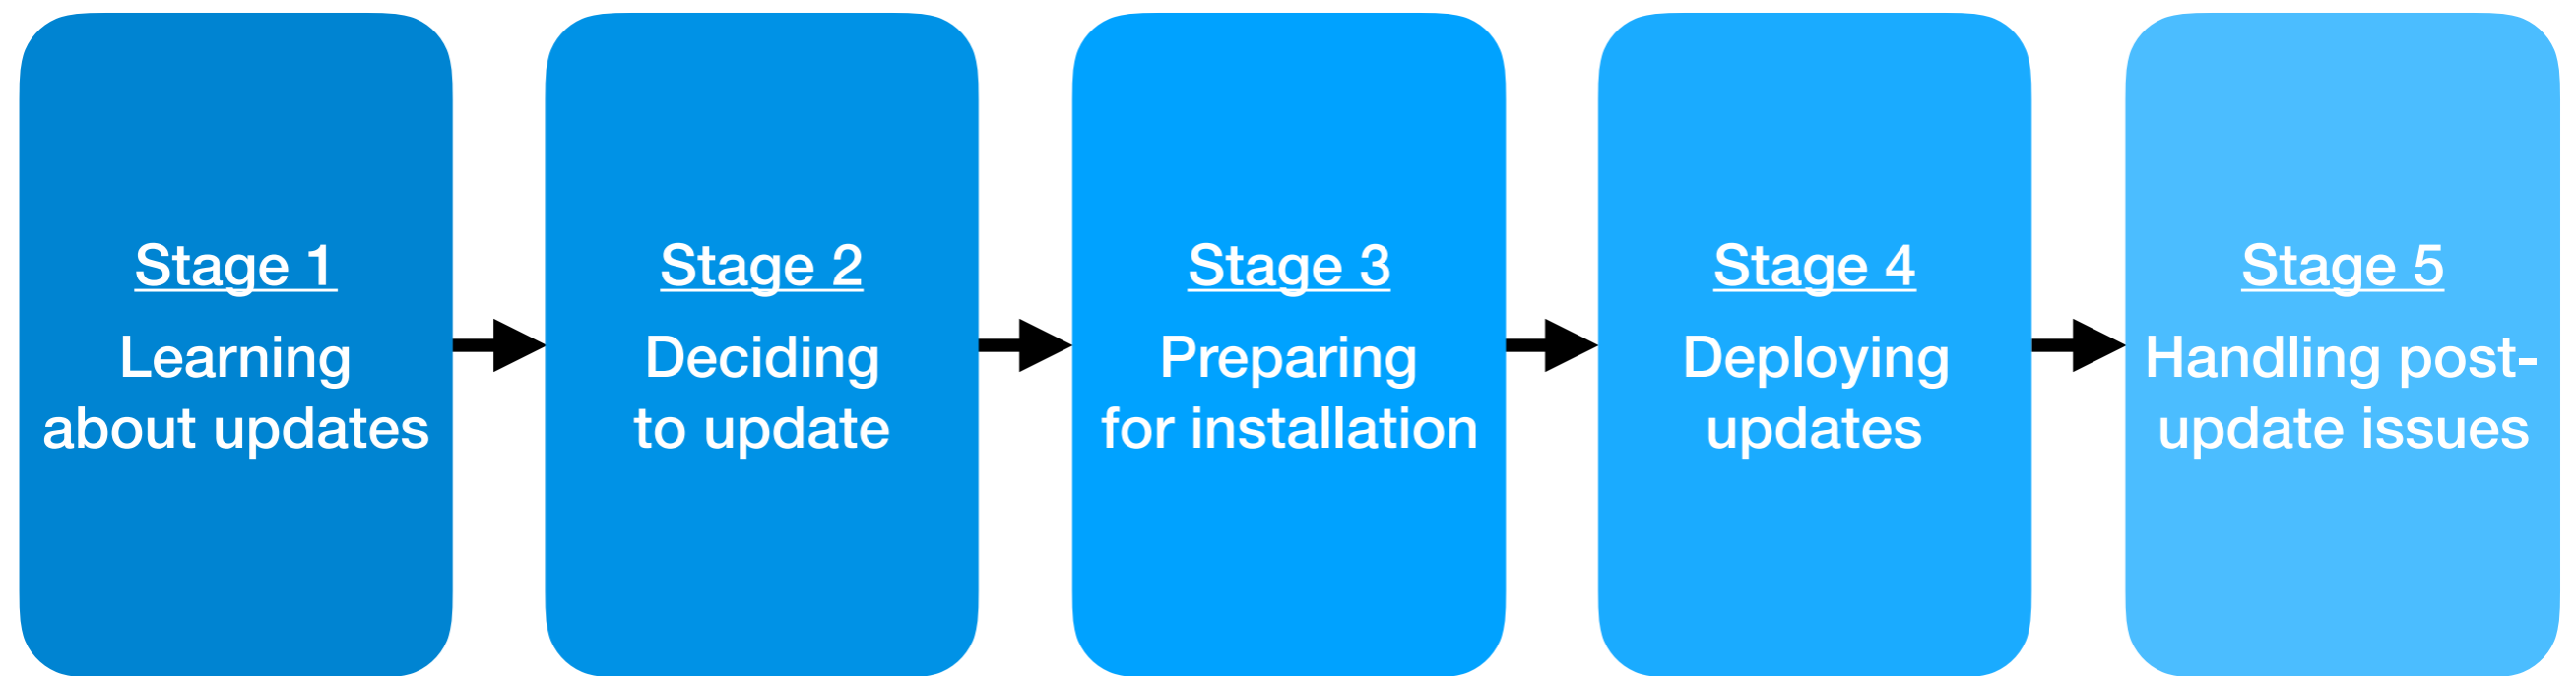 Stage 1
Learning
about updates
Stage 2
Deciding
to update
Stage 3
Preparing
for installation
Stage 4
Deploying
updates
Stage 5
Handling post-
update issues